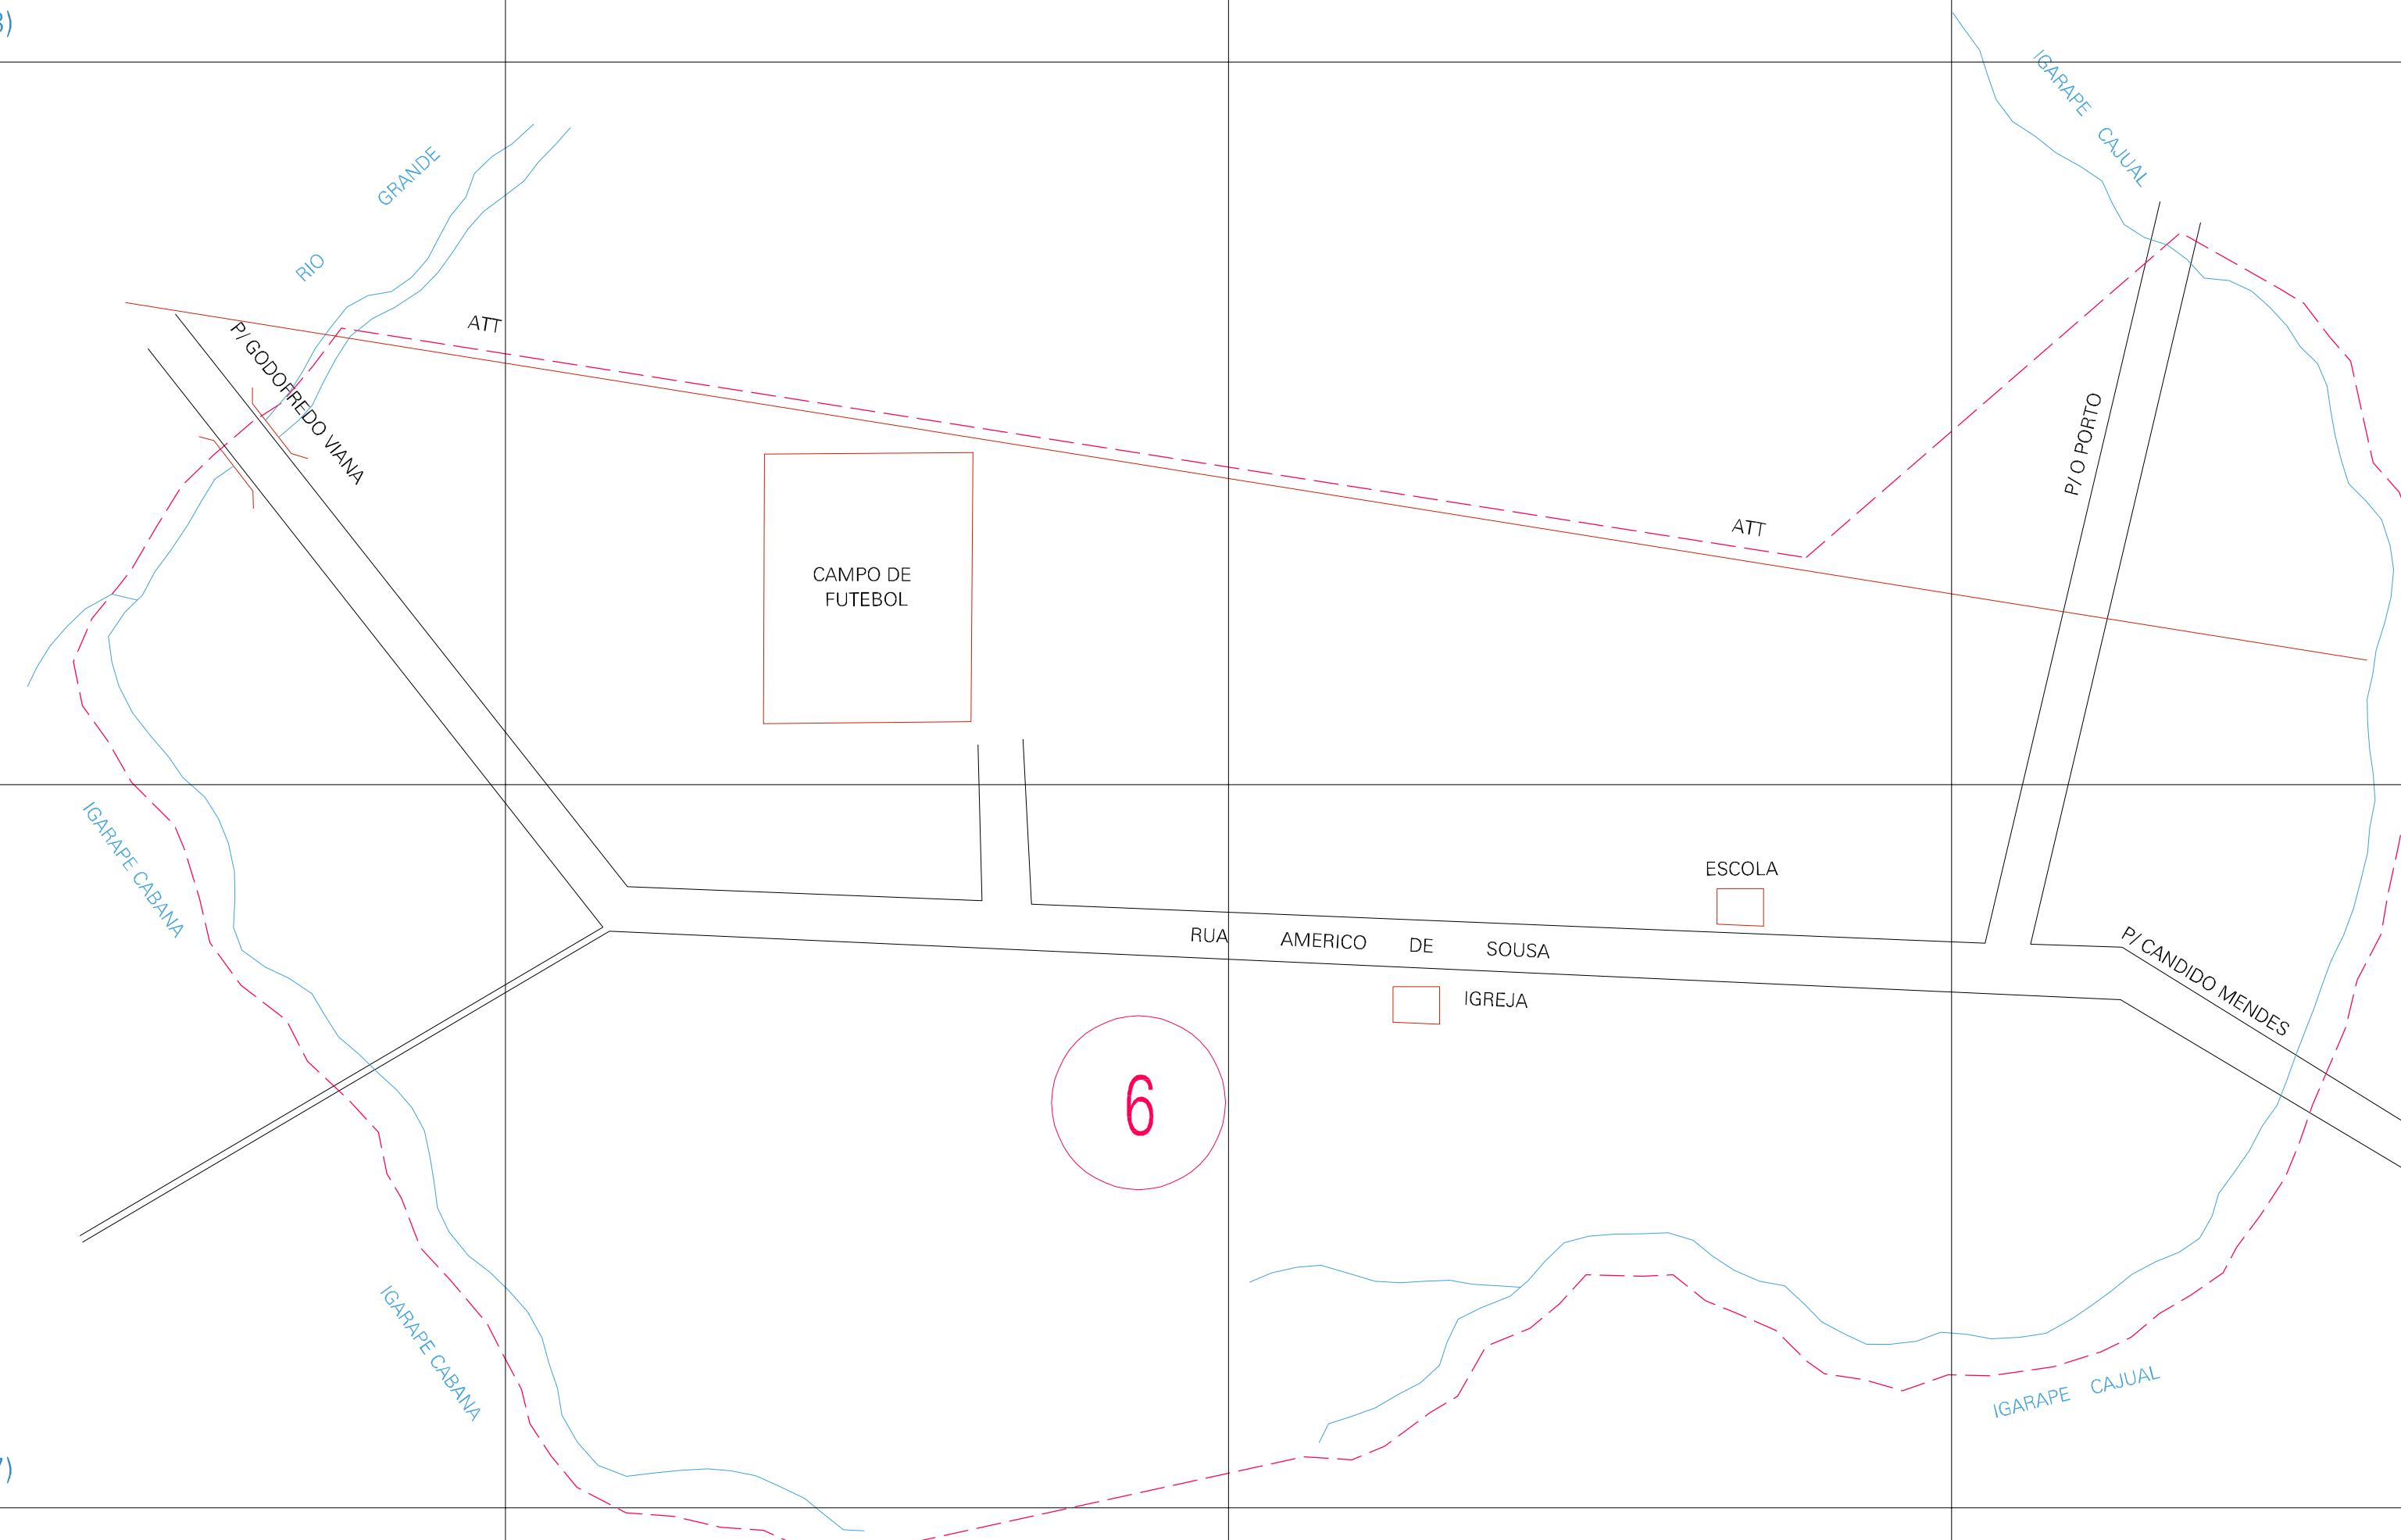 IGARAPE CAJUAL
RIO GRANDE
P/ GODOFREDO VIANA
ATT
P/ O PORTO
ATT
CAMPO DE
FUTEBOL
IGARAPE CABANA
ESCOLA
RUA AMERICO DE SOUSA
P/ CANDIDO MENDES
IGREJA
6
IGARAPE CABANA
IGARAPE CAJUAL